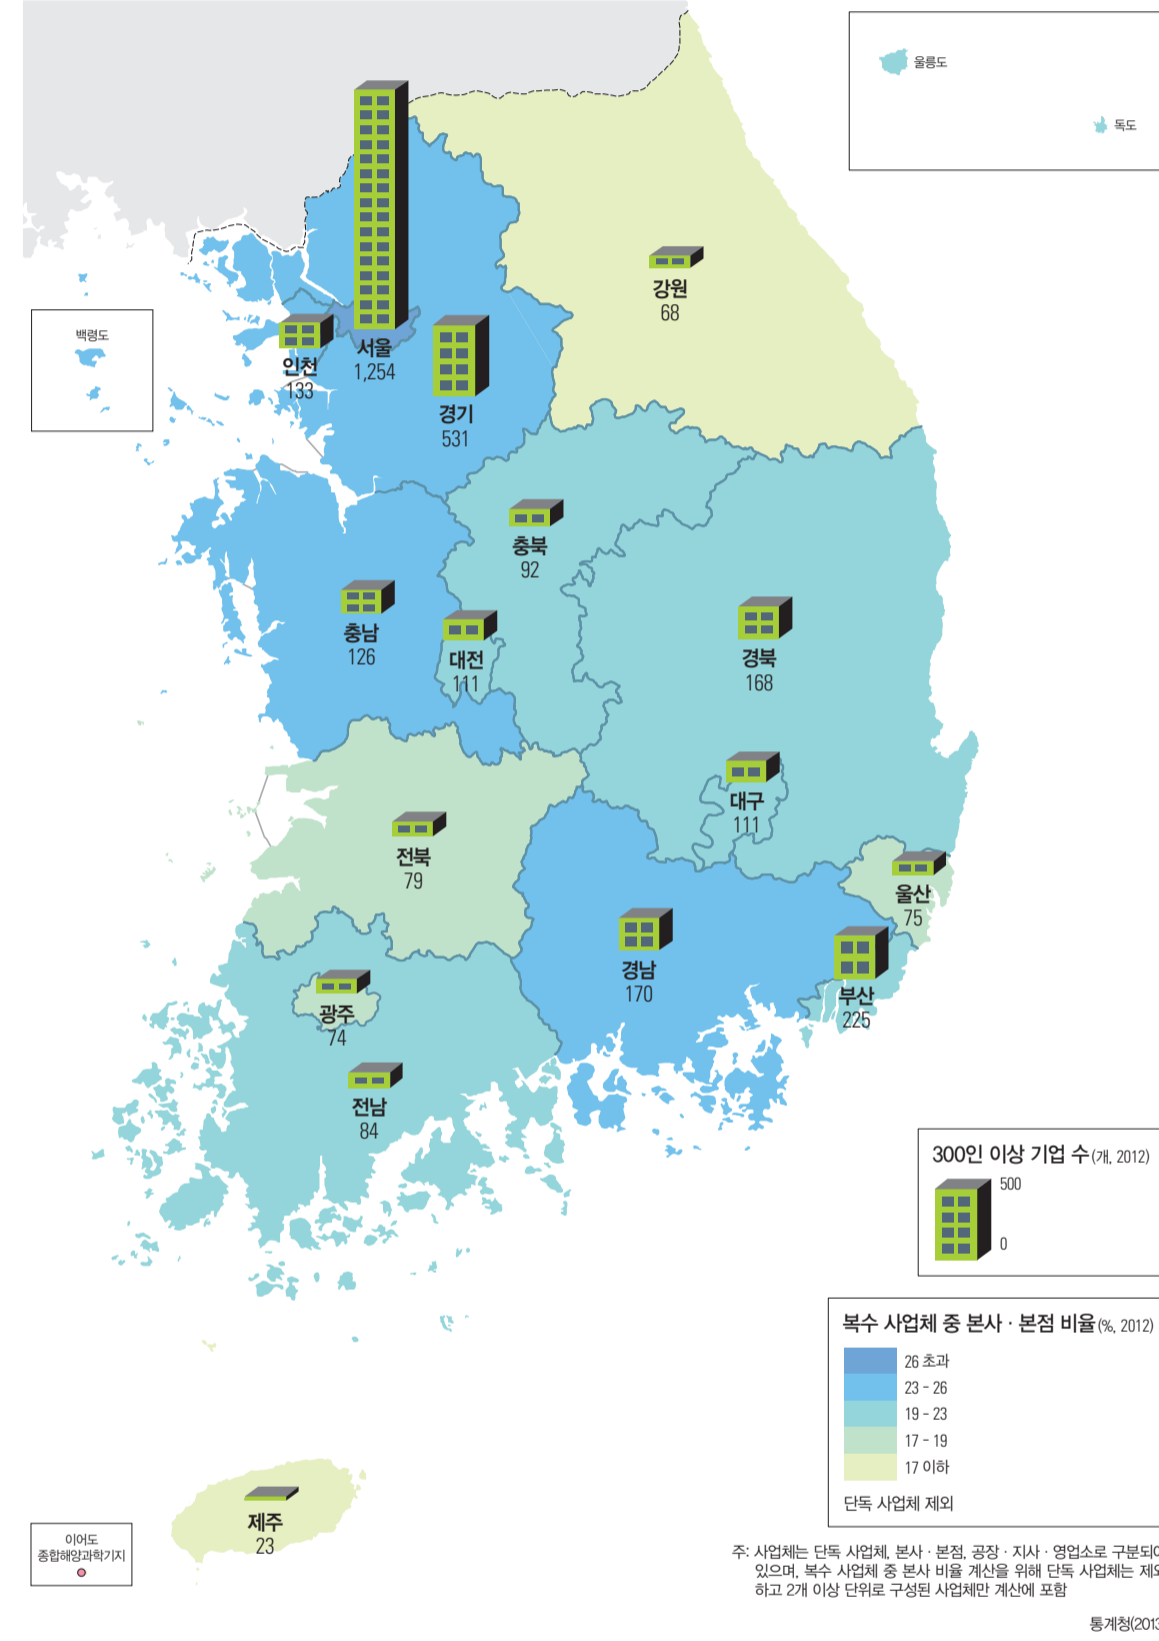 울릉도
독도
백령도
강원
68
서울
1,254
인천
133
경기
531
충북
92
충남
126
대전
111
경북
168
대구
111
전북
79
울산
75
경남
170
부산
225
광주
74
전남
84
제주
23
300인 이상 기업 수(개, 2012)
500
0
복수 사업체 중 본사 · 본점 비율(%, 2012)
26 초과
23 - 26
19 - 23
17 - 19
17 이하
단독 사업체 제외
이어도
종합해양과학기지
주: 사업체는 단독 사업체, 본사 · 본점, 공장 · 지사 · 영업소로 구분되어
있으며, 복수 사업체 중 본사 비율 계산을 위해 단독 사업체는 제외
하고 2개 이상 단위로 구성된 사업체만 계산에 포함
통계청(2013